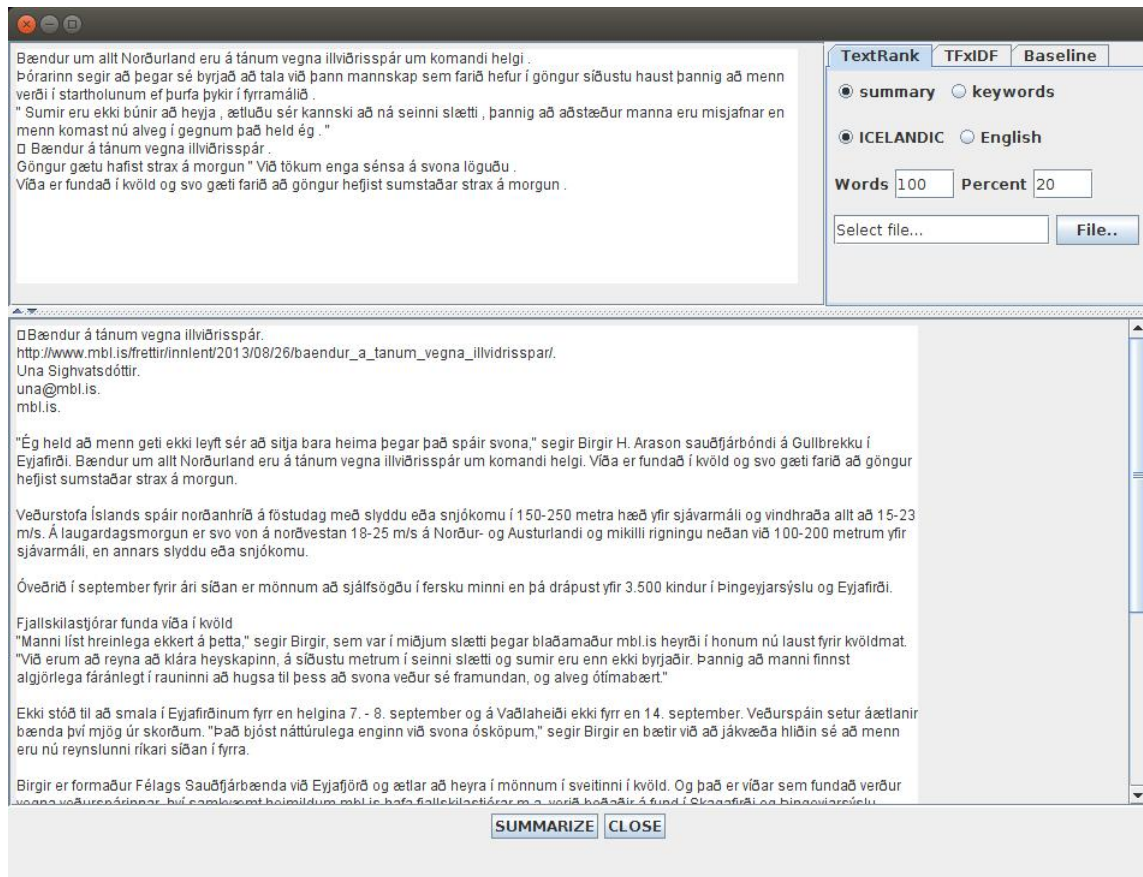 Bændur um allt Norðurland eru á tánum vegna illviðrisspár um komandi helgi .
Þórarinn segir að þegar sé byrjað að tala við þann mannskap sem farið hefur í göngur síðustu haust þannig að menn
verði í startholunum ef þurfa þykir í fyrramálið .
" Sumir eru ekki búnir að heyja , ætluðu sér kannski að ná seinni slætti , þannig að aðstæður manna eru misjafnar en
menn komast nú alveg í gegnum það held ég . "
□ Bændur á tánum vegna illviðrisspár .
Göngur gætu hafist strax á morgun " Við tökum enga sénsa á svona löguðu .
Víða er fundað í kvöld og svo gæti farið að göngur hefjist sumstaðar strax á morgun .
TextRank TFxIDF Baseline
summary keywords
ICELANDIC English
Words 100 Percent 20
Select file... File..
□Bændur á tánum vegna illviðrisspár.
http://www.mbl.is/frettir/innlent/2013/08/26/baendur_a_tanum_vegna_illvidrisspar/.
Una Sighvatsdóttir.
una@mbl.is.
mbl.is.
"Ég held að menn geti ekki leyft sér að sitja bara heima þegar það spáir svona," segir Birgir H. Arason sauðfjárbóndi á Gullbrekku í
Eyjafirði. Bændur um allt Norðurland eru á tánum vegna illviðrisspár um komandi helgi. Víða er fundað í kvöld og svo gæti farið að göngur
hefjist sumstaðar strax á morgun.
Veðurstofa Íslands spáir norðanhríð á föstudag með slyddu eða snjókomu í 150-250 metra hæð yfir sjávarmáli og vindhraða allt að 15-23
m/s. Á laugardagsmorgun er svo von á norðvestan 18-25 m/s á Norður- og Austurlandi og mikilli rigningu neðan við 100-200 metrum yfir
sjávarmáli, en annars slyddu eða snjókomu.
Óveðrið í september fyrir ári síðan er mönnum að sjálfsögðu í fersku minni en þá drápust yfir 3.500 kindur í Þingeyjarsýslu og Eyjafirði.
Fjallskilastjórar funda víða í kvöld
"Manni líst hreinlega ekkert á þetta," segir Birgir, sem var í miðjum slætti þegar blaðamaður mbl.is heyrði í honum nú laust fyrir kvöldmat.
"Við erum að reyna að klára heyskapinn, á síðustu metrum í seinni slætti og sumir eru enn ekki byrjaðir. Þannig að manni finnst
algjörlega fáránlegt í rauninni að hugsa til þess að svona veður sé framundan, og alveg ótímabært."
Ekki stóð til að smala í Eyjafirðinum fyrr en helgina 7. - 8. september og á Vaðlaheiði ekki fyrr en 14. september. Veðurspáin setur áætlanir
bænda því mjög úr skorðum. "Það bjóst náttúrulega enginn við svona ósköpum," segir Birgir en bætir við að jákvæða hliðin sé að menn
eru nú reynslunni ríkari síðan í fyrra.
Birgir er formaður Félags Sauðfjárbænda við Eyjafjörð og ætlar að heyra í mönnum í sveitinni í kvöld. Og það er víðar sem fundað verður
vegna veðurspárinnar, því samkvæmt heimildum mbl.is hafa fjallskilastjórar m.a. verið boðaðir á fund í Skagafirði og Þingeyjarsýslu
SUMMARIZE CLOSE